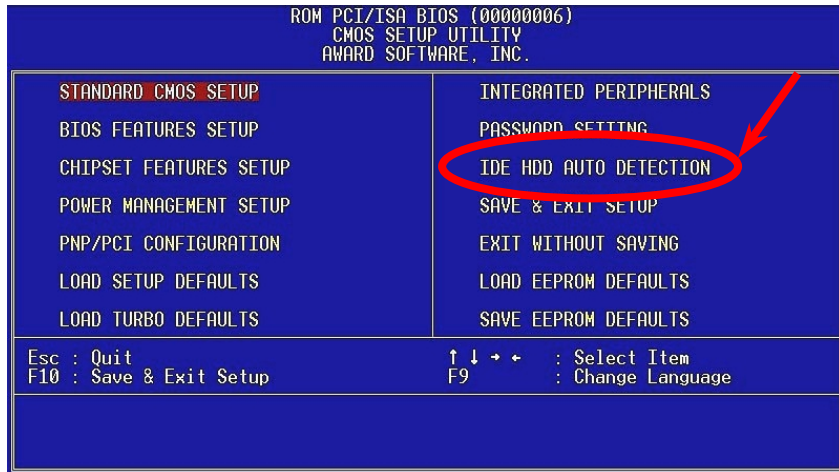 ROM PCI/ISA BIOS (00000006)
CMOS SETUP UTILITY
AWARD SOFTWARE, INC.
STANDARD CMOS SETUP
BIOS FEATURES SETUP
CHIPSET FEATURES SETUP
POWER MANAGEMENT SETUP
PNP/PCI CONFIGURATION
LOAD SETUP DEFAULTS
LOAD TURBO DEFAULTS
INTEGRATED PERIPHERALS
PASSWORD SETTING
IDE HDD AUTO DETECTION
SAVE & EXIT SETUP
EXIT WITHOUT SAVING
LOAD EEPROM DEFAULTS
SAVE EEPROM DEFAULTS
Esc : Quit
F10 : Save & Exit Setup
↑ ↓ → ← : Select Item
F9 : Change Language